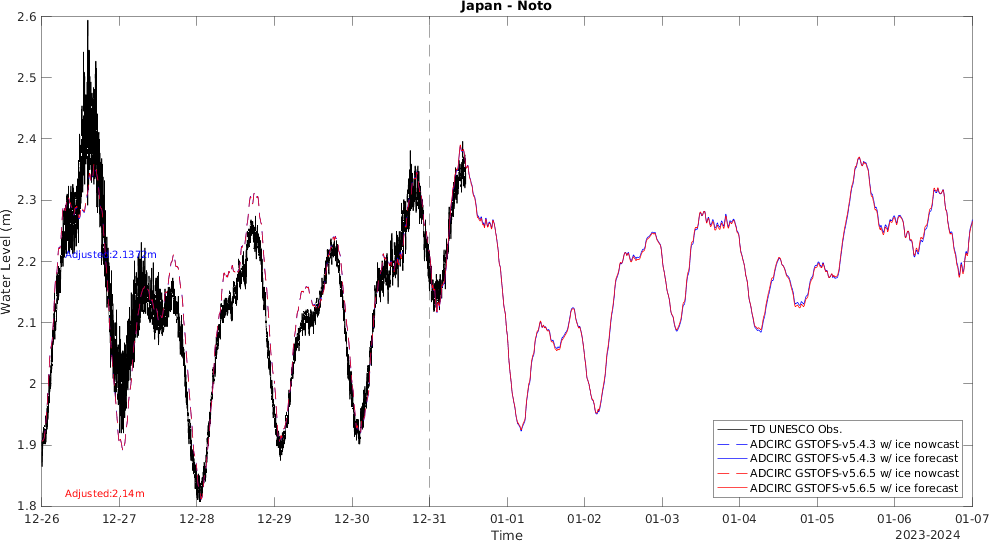 Japan - Noto
Water Level (m)
2.6
2.5
2.4
2.3
2.2
2.1
2
1.9
1.8
Adjusted:2.1372m
Adjusted:2.14m
TD UNESCO Obs.
ADCIRC GSTOFS-v5.4.3 w/ ice nowcast
ADCIRC GSTOFS-v5.4.3 w/ ice forecast
ADCIRC GSTOFS-v5.6.5 w/ ice nowcast
ADCIRC GSTOFS-v5.6.5 w/ ice forecast
12-26 12-27 12-28 12-29 12-30 12-31 01-01 01-02 01-03 01-04 01-05 01-06 01-07
Time
2023-2024